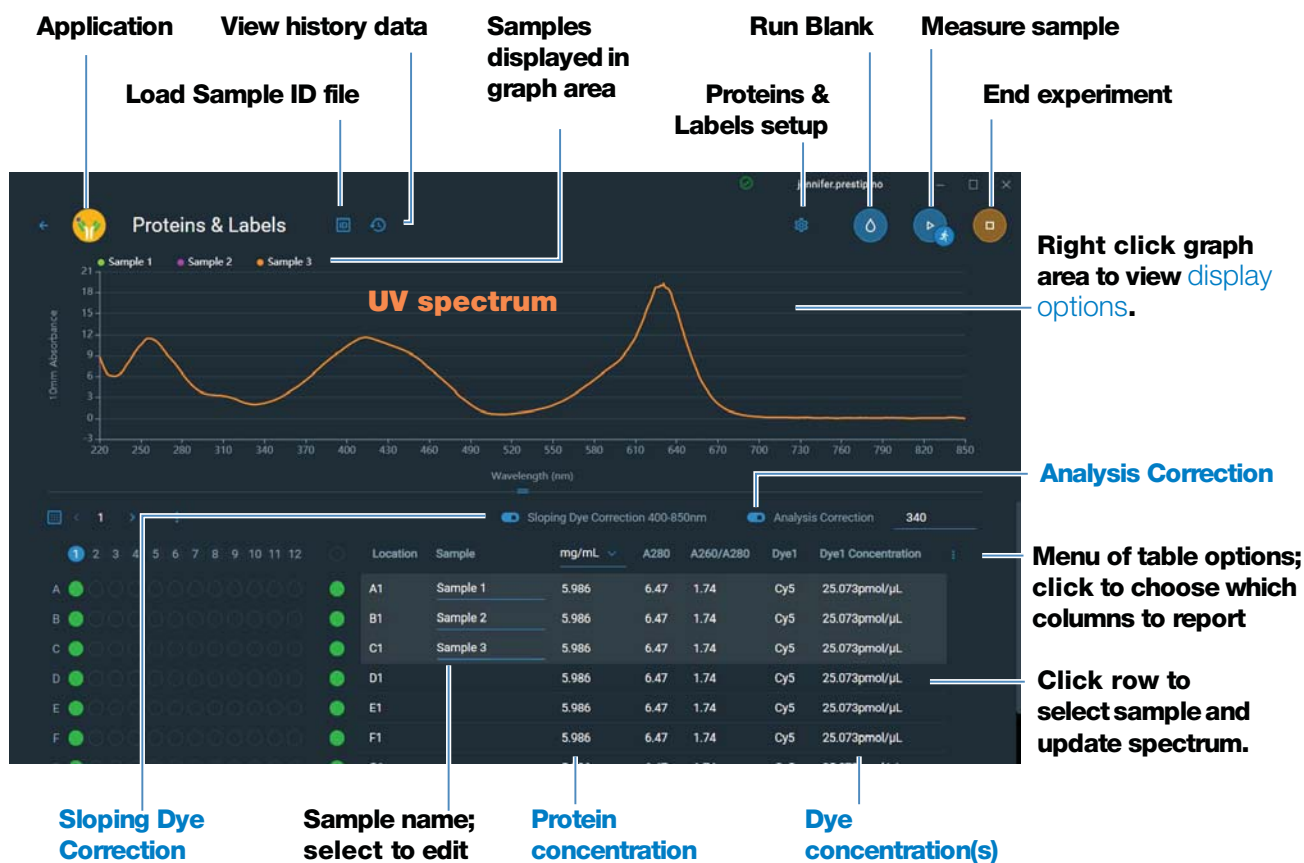 Application
View history data
Samples
displayed in
graph area
Run Blank
Measure sample
Load Sample ID file
Proteins &
Labels setup
End experiment
jennifer.prestipino
Proteins & Labels
ID
Sample 1 Sample 2 Sample 3
UV spectrum
Right click graph
area to view display
options.
10mm Absorbance
21
18
15
12
9
6
3
0
-3
220 250 280 310 340 370 400 430 460 490 520 550 580 610 640 670 700 730 760 790 820 850
Wavelength (nm)
Analysis Correction
1
Sloping Dye Correction 400-850nm
Analysis Correction 340
1 2 3 4 5 6 7 8 9 10 11 12
Location Sample mg/mL A280 A260/A280 Dye1 Dye1 Concentration
A A1 Sample 1 5.986 6.47 1.74 Cy5 25.073pmol/µL
B B1 Sample 2 5.986 6.47 1.74 Cy5 25.073pmol/µL
C C1 Sample 3 5.986 6.47 1.74 Cy5 25.073pmol/µL
D D1 5.986 6.47 1.74 Cy5 25.073pmol/µL
E E1 5.986 6.47 1.74 Cy5 25.073pmol/µL
F F1 5.986 6.47 1.74 Cy5 25.073pmol/µL
Menu of table options;
click to choose which
columns to report
Click row to
select sample and
update spectrum.
Sloping Dye
Correction
Sample name;
select to edit
Protein
concentration
Dye
concentration(s)